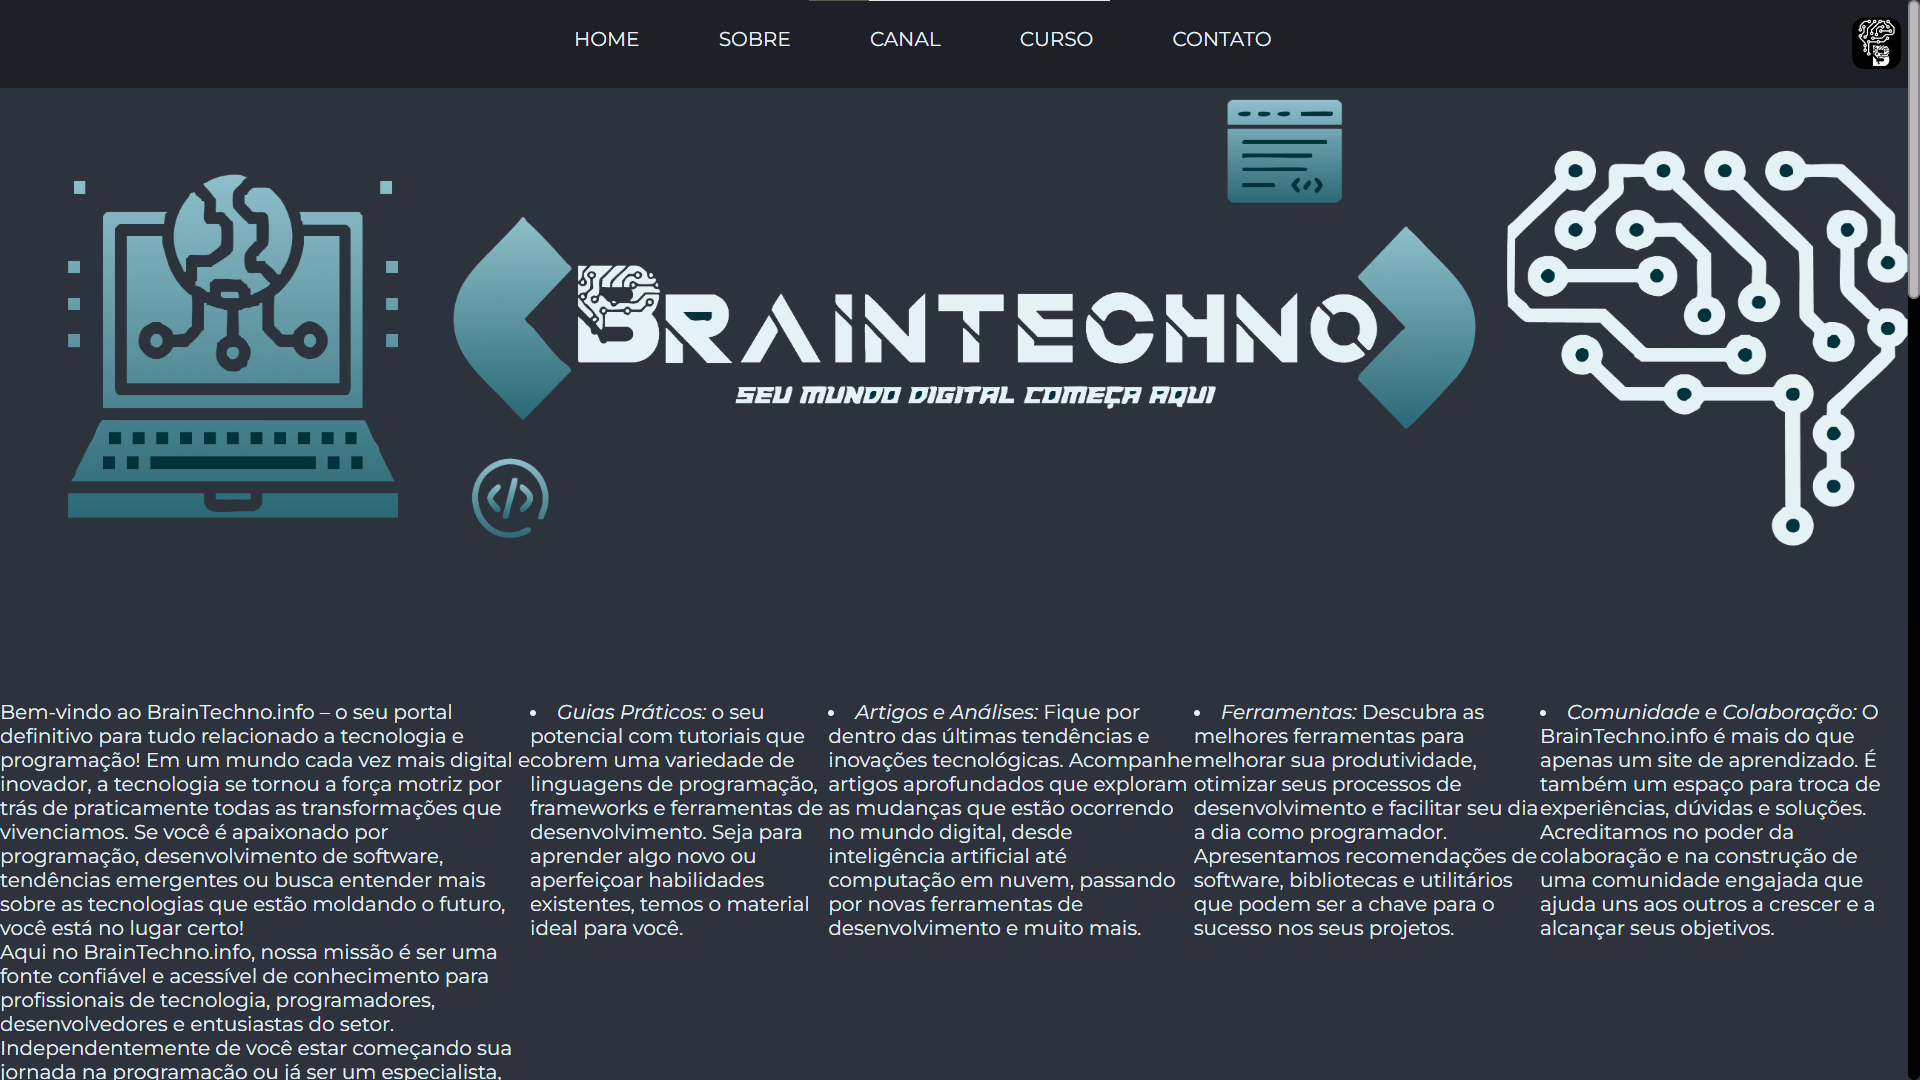 HOME SOBRE CANAL CURSO CONTATO
BRAINTECHNO
SEU MUNDO DIGITAL COMEÇA AQUI
Bem-vindo ao BrainTechno.info – o seu portal
definitivo para tudo relacionado a tecnologia e
programação! Em um mundo cada vez mais digital e
inovador, a tecnologia se tornou a força motriz por
trás de praticamente todas as transformações que
vivenciamos. Se você é apaixonado por
programação, desenvolvimento de software,
tendências emergentes ou busca entender mais
sobre as tecnologias que estão moldando o futuro,
você está no lugar certo!
Aqui no BrainTechno.info, nossa missão é ser uma
fonte confiável e acessível de conhecimento para
profissionais de tecnologia, programadores,
desenvolvedores e entusiastas do setor.
Independentemente de você estar começando sua
jornada na programação ou já ser um especialista,
• Guias Práticos: o seu
potencial com tutoriais que
cobrem uma variedade de
linguagens de programação,
frameworks e ferramentas de
desenvolvimento. Seja para
aprender algo novo ou
aperfeiçoar habilidades
existentes, temos o material
ideal para você.
• Artigos e Análises: Fique por
dentro das últimas tendências e
inovações tecnológicas. Acompanhe
artigos aprofundados que exploram
as mudanças que estão ocorrendo
no mundo digital, desde
inteligência artificial até
computação em nuvem, passando
por novas ferramentas de
desenvolvimento e muito mais.
• Ferramentas: Descubra as
melhores ferramentas para
melhorar sua produtividade,
otimizar seus processos de
desenvolvimento e facilitar seu dia
a dia como programador.
Apresentamos recomendações de
software, bibliotecas e utilitários
que podem ser a chave para o
sucesso nos seus projetos.
• Comunidade e Colaboração: O
BrainTechno.info é mais do que
apenas um site de aprendizado. É
também um espaço para troca de
experiências, dúvidas e soluções.
Acreditamos no poder da
colaboração e na construção de
uma comunidade engajada que
ajuda uns aos outros a crescer e a
alcançar seus objetivos.